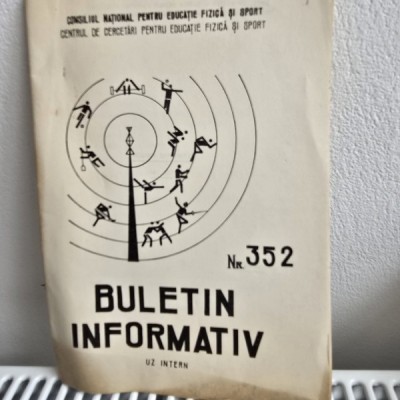 CONSILIUL NAȚIONAL PENTRU EDUCAȚIE FIZICĂ ȘI SPORT
CENTRUL DE CERCETĂRI PENTRU EDUCAȚIE FIZICĂ ȘI SPORT
NR. 352
BULETIN
INFORMATIV
UZ INTERN